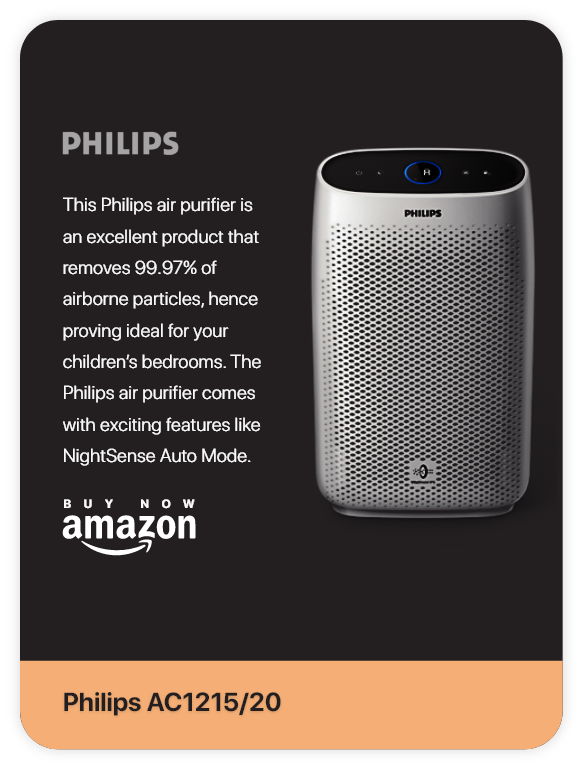 PHILIPS
This Philips air purifier is
an excellent product that
removes 99.97% of
airborne particles, hence
proving ideal for your
children’s bedrooms. The
Philips air purifier comes
with exciting features like
NightSense Auto Mode.
BUY NOW
amazon
PHILIPS
Philips AC1215/20